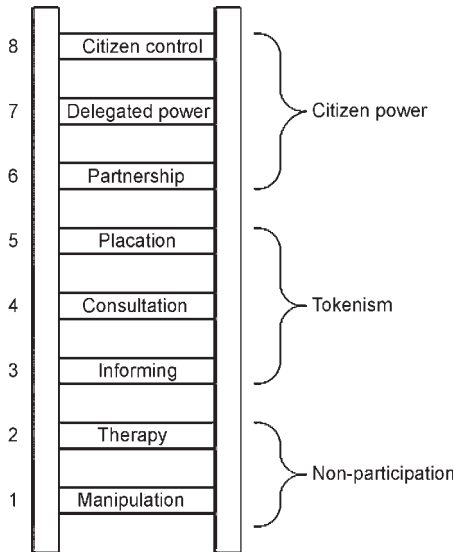 8 Citizen control
7 Delegated power
Citizen power
6 Partnership
5 Placation
4 Consultation
Tokenism
3 Informing
2 Therapy
Non-participation
1 Manipulation